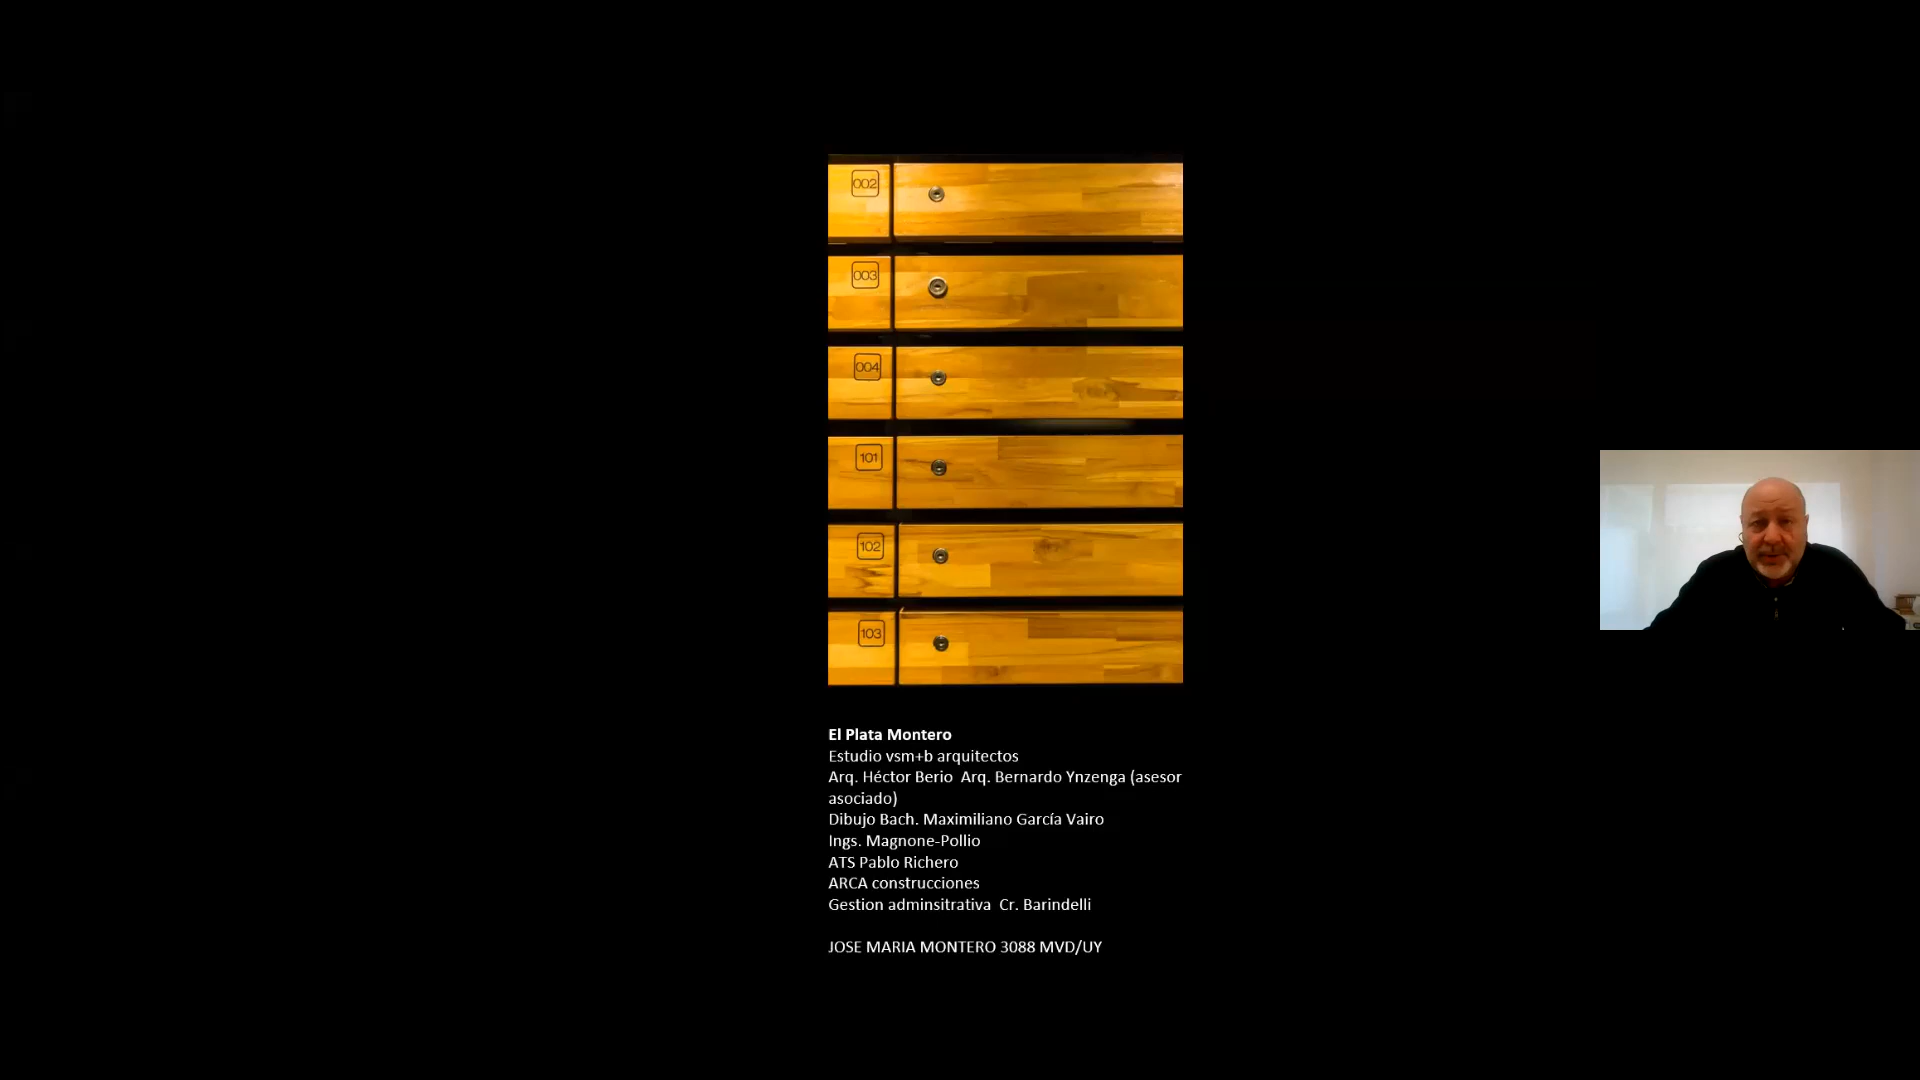 002
003
004
101
102
103
El Plata Montero
Estudio vsm+b arquitectos
Arq. Héctor Berio  Arq. Bernardo Ynzenga (asesor
asociado)
Dibujo Bach. Maximiliano García Vairo
Ings. Magnone-Pollio
ATS Pablo Richero
ARCA construcciones
Gestion adminsitrativa  Cr. Barindelli
JOSE MARIA MONTERO 3088 MVD/UY